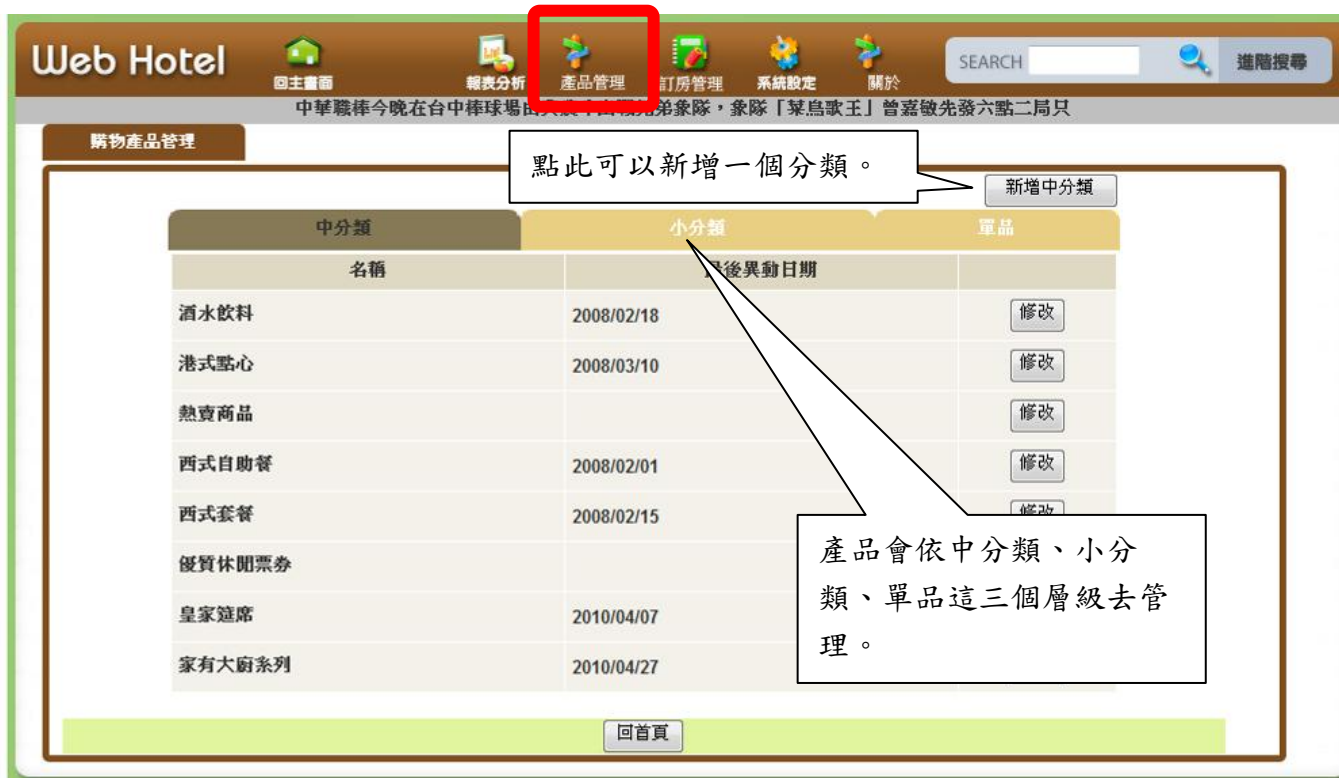 Web Hotel
回主畫面
報表分析
產品管理
訂房管理
系統設定
關於
SEARCH
進階搜尋
中華職棒今晚在台中棒球場由
弟象隊，象隊「菜鳥歌王」曾嘉敏先發六點二局只
購物產品管理
點此可以新增一個分類。
新增中分類
中分類 小分類 單品
名稱 最後異動日期
酒水飲料 2008/02/18 修改
港式點心 2008/03/10 修改
熱賣商品 修改
西式自助餐 2008/02/01 修改
西式套餐 2008/02/15 修改
優質休閒票券
皇家筵席 2010/04/07
家有大廚系列 2010/04/27
產品會依中分類、小分
類、單品這三個層級去管
理。
回首頁